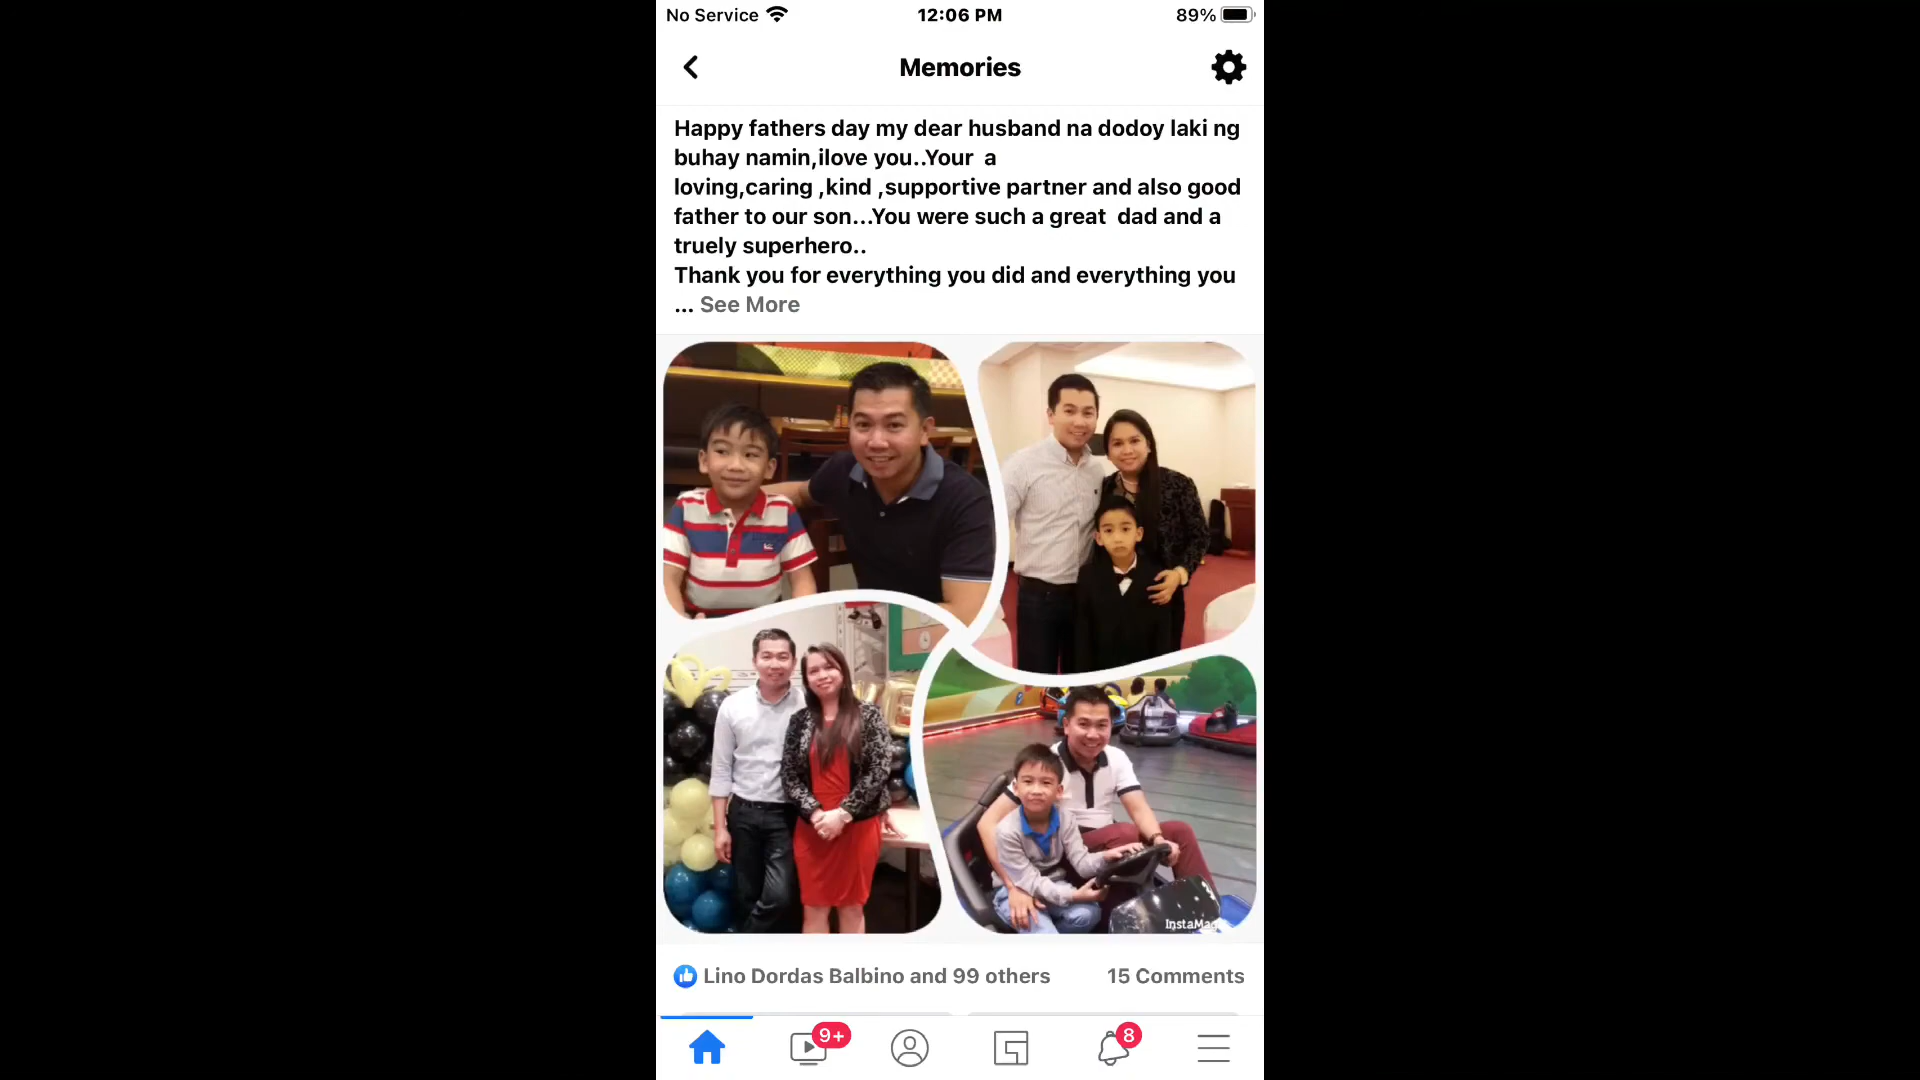 No Service
12:06 PM
89%
Memories
Happy fathers day my dear husband na dodoy laki ng
buhay namin,ilove you..Your  a
loving,caring ,kind ,supportive partner and also good
father to our son...You were such a great  dad and a
truely superhero..
Thank you for everything you did and everything you
... See More
Lino Dordas Balbino and 99 others
15 Comments
9+
8